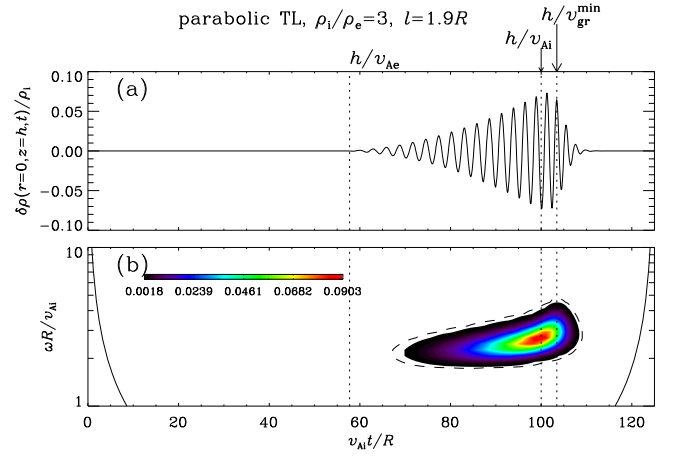 parabolic TL, ρi/ρe=3, l=1.9R
h/v_gr^min
h/vAi
h/vAe
(a)
0.10
0.05
0.00
−0.05
−0.10
δρ(r=0,z=h,t)/ρi
(b)
10
1
0.0018 0.0239 0.0461 0.0682 0.0903
ωR/vAi
0 20 40 60 80 100 120
vAit/R